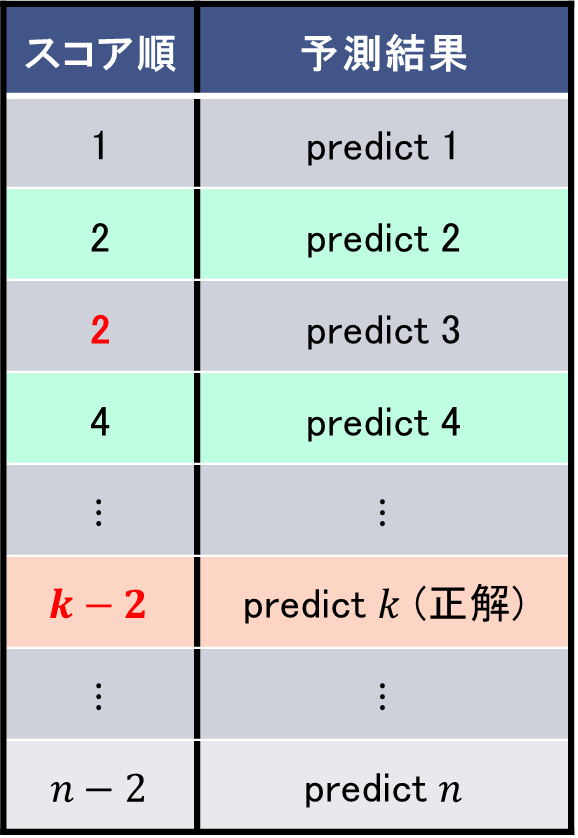 スコア順 予測結果
1 predict 1
2 predict 2
2 predict 3
4 predict 4
⋮ ⋮
k − 2 predict k (正解)
⋮ ⋮
n − 2 predict n